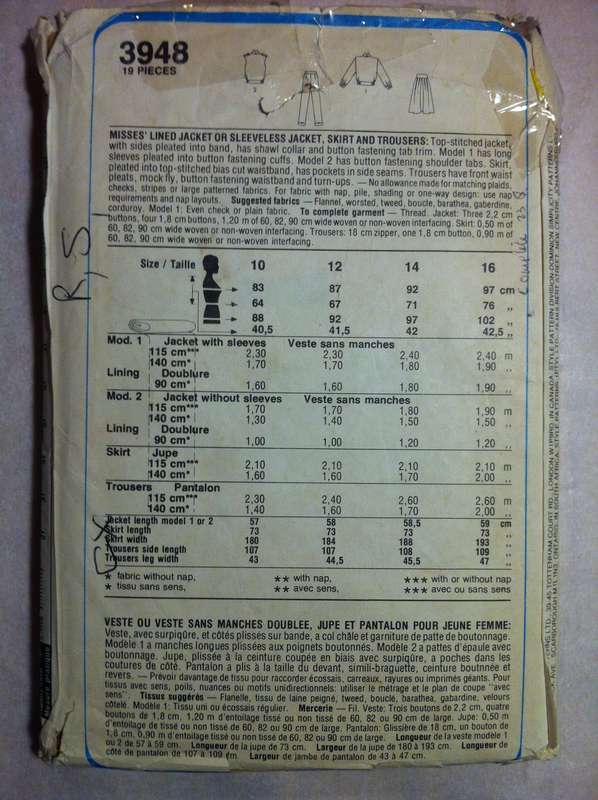 3948
19 PIECES
2
1
MISSES' LINED JACKET OR SLEEVELESS JACKET, SKIRT AND TROUSERS: Top-stitched jacket,
with sides pleated into band, has shawl collar and button fastening tab trim. Model 1 has long
sleeves pleated into button fastening cuffs. Model 2 has button fastening shoulder tabs. Skirt,
pleated into top-stitched bias cut waistband, has pockets in side seams. Trousers have front waist
pleats, mock fly, button fastening waistband and turn-ups. — No allowance made for matching plaids,
checks, stripes or large patterned fabrics. For fabric with nap, pile, shading or one-way design: use nap
requirements and nap layouts. Suggested fabrics — Flannel, worsted, tweed, boucle, barathea, gaberdine,
corduroy. Model 1: Even check or plain fabric. To complete garment — Thread. Jacket: Three 2,2 cm
buttons, four 1,8 cm buttons, 1,20 m of 60, 82, 90 cm wide woven or non-woven interfacing. Skirt: 0,50 m of
60, 82, 90 cm wide woven or non-woven interfacing. Trousers: 18 cm zipper, one 1,8 cm button, 0,90 m of
60, 82, 90 cm wide woven or non-woven interfacing.
R,S
Size / Taille 10 12 14 16
83 87 92 97 cm
64 67 71 76 ,,
88 92 97 102 ,,
40,5 41,5 42 42,5 ,,
Mod. 1 Jacket with sleeves Veste sans manches
115 cm*** 2,30 2,30 2,40 2,40 m
140 cm* 1,70 1,70 1,80 1,90 ,,
Lining Doublure
90 cm* 1,60 1,60 1,80 1,90 ,,
Mod. 2 Jacket without sleeves Veste sans manches
115 cm*** 1,70 1,70 1,80 1,90 m
140 cm* 1,30 1,40 1,50 1,50 ,,
Lining Doublure
90 cm* 1,00 1,00 1,20 1,20 ,,
Skirt Jupe
115 cm*** 2,10 2,10 2,10 2,10 m
140 cm* 1,60 1,60 1,70 2,00 ,,
Trousers Pantalon
115 cm*** 2,30 2,40 2,60 2,60 m
140 cm* 1,40 1,60 1,70 2,00 ,,
Jacket length model 1 or 2 57 58 58,5 59 cm
Skirt length 73 73 73 73 ,,
Skirt width 180 184 188 193 ,,
Trousers side length 107 107 108 109 ,,
Trousers leg width 43 44,5 45,5 47 ,,
* fabric without nap, ** with nap, *** with or without nap
* tissu sans sens, ** avec sens, *** avec ou sans sens
VESTE OU VESTE SANS MANCHES DOUBLEE, JUPE ET PANTALON POUR JEUNE FEMME:
Veste, avec surpiqûre, et côtés plissés sur bande, a col châle et garniture de patte de boutonnage.
Modèle 1 a manches longues plissées aux poignets boutonnés. Modèle 2 a pattes d'épaule avec
boutonnage. Jupe, plissée à la ceinture coupée en biais avec surpiqûre, a poches dans les
coutures de côté. Pantalon a plis à la taille du devant, simili-braguette, ceinture boutnnée et
revers. — Prévoir davantage de tissu pour raccorder écossais, carreaux, rayures ou imprimés géants. Pour
tissus avec sens, poils, nuances ou motifs unidirectionnels: utiliser le métrage et le plan de coupe "avec
sens". Tissus suggérés — Flanelle, tissu de laine peigné, tweed, bouclé, barathea, gabardine, velours
côtelé. Modèle 1: Tissu uni ou écossais régulier. Mercerie — Fil. Veste: Trois boutons de 2,2 cm, quatre
boutons de 1,8 cm, 1,20 m d'entoilage tissé ou non tissé de 60, 82 ou 90 cm de large. Jupe: 0,50 m
d'entoilage de tissé ou non tissé de 60, 82 ou 90 cm de large. Pantalon: Glissière de 18 cm, un bouton de
1,8 cm, 0,90 m d'entoilage tissé ou non tissé de 60, 82 ou 90 cm de large. Longueur de la veste modèle 1
ou 2 de 57 à 59 cm. Longueur de la jupe de 73 cm. Largeur de la jupe de 180 à 193 cm. Longueur de
côté de pantalon de 107 à 109 cm. Largeur de jambe de pantalon de 43 à 47 cm.